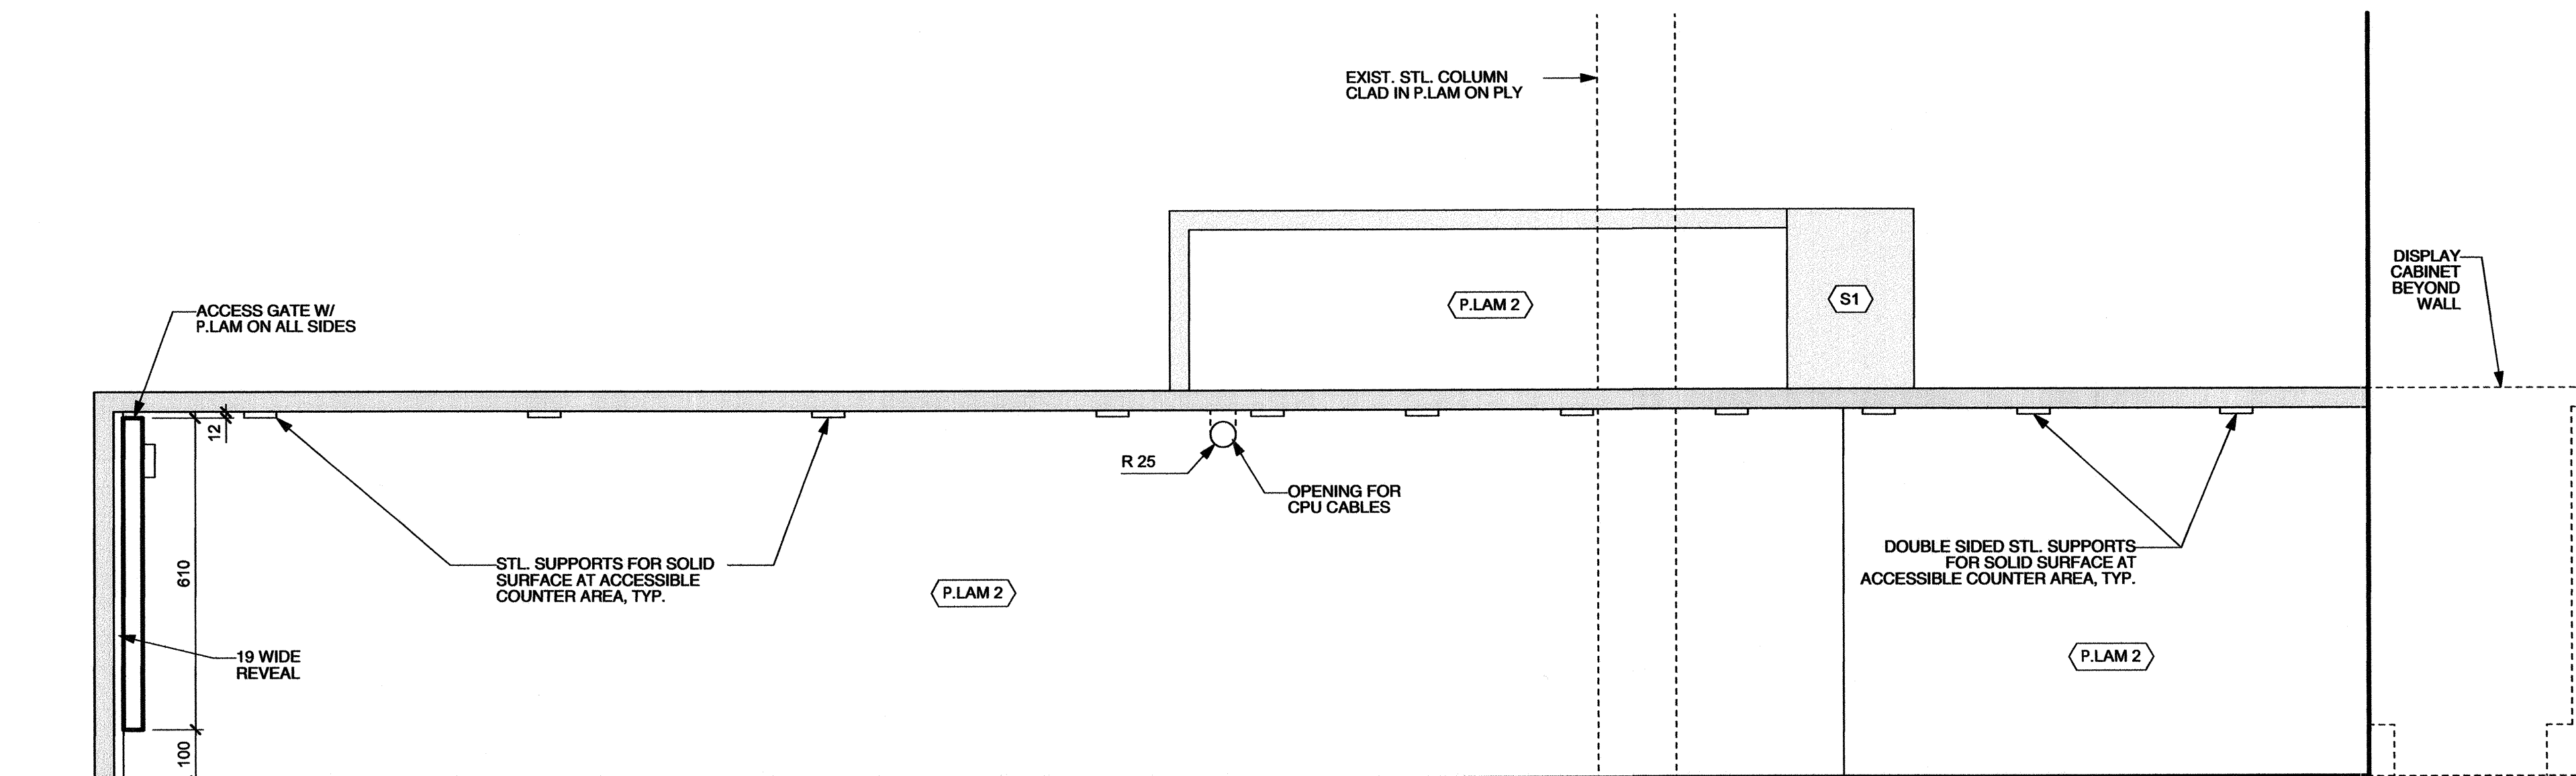 EXIST. STL. COLUMN
CLAD IN P.LAM ON PLY
DISPLAY
CABINET
BEYOND
WALL
P.LAM 2
S1
ACCESS GATE W/
P.LAM ON ALL SIDES
12
R 25
OPENING FOR
CPU CABLES
STL. SUPPORTS FOR SOLID
SURFACE AT ACCESSIBLE
COUNTER AREA, TYP.
610
P.LAM 2
DOUBLE SIDED STL. SUPPORTS
FOR SOLID SURFACE AT
ACCESSIBLE COUNTER AREA, TYP.
19 WIDE
REVEAL
P.LAM 2
100